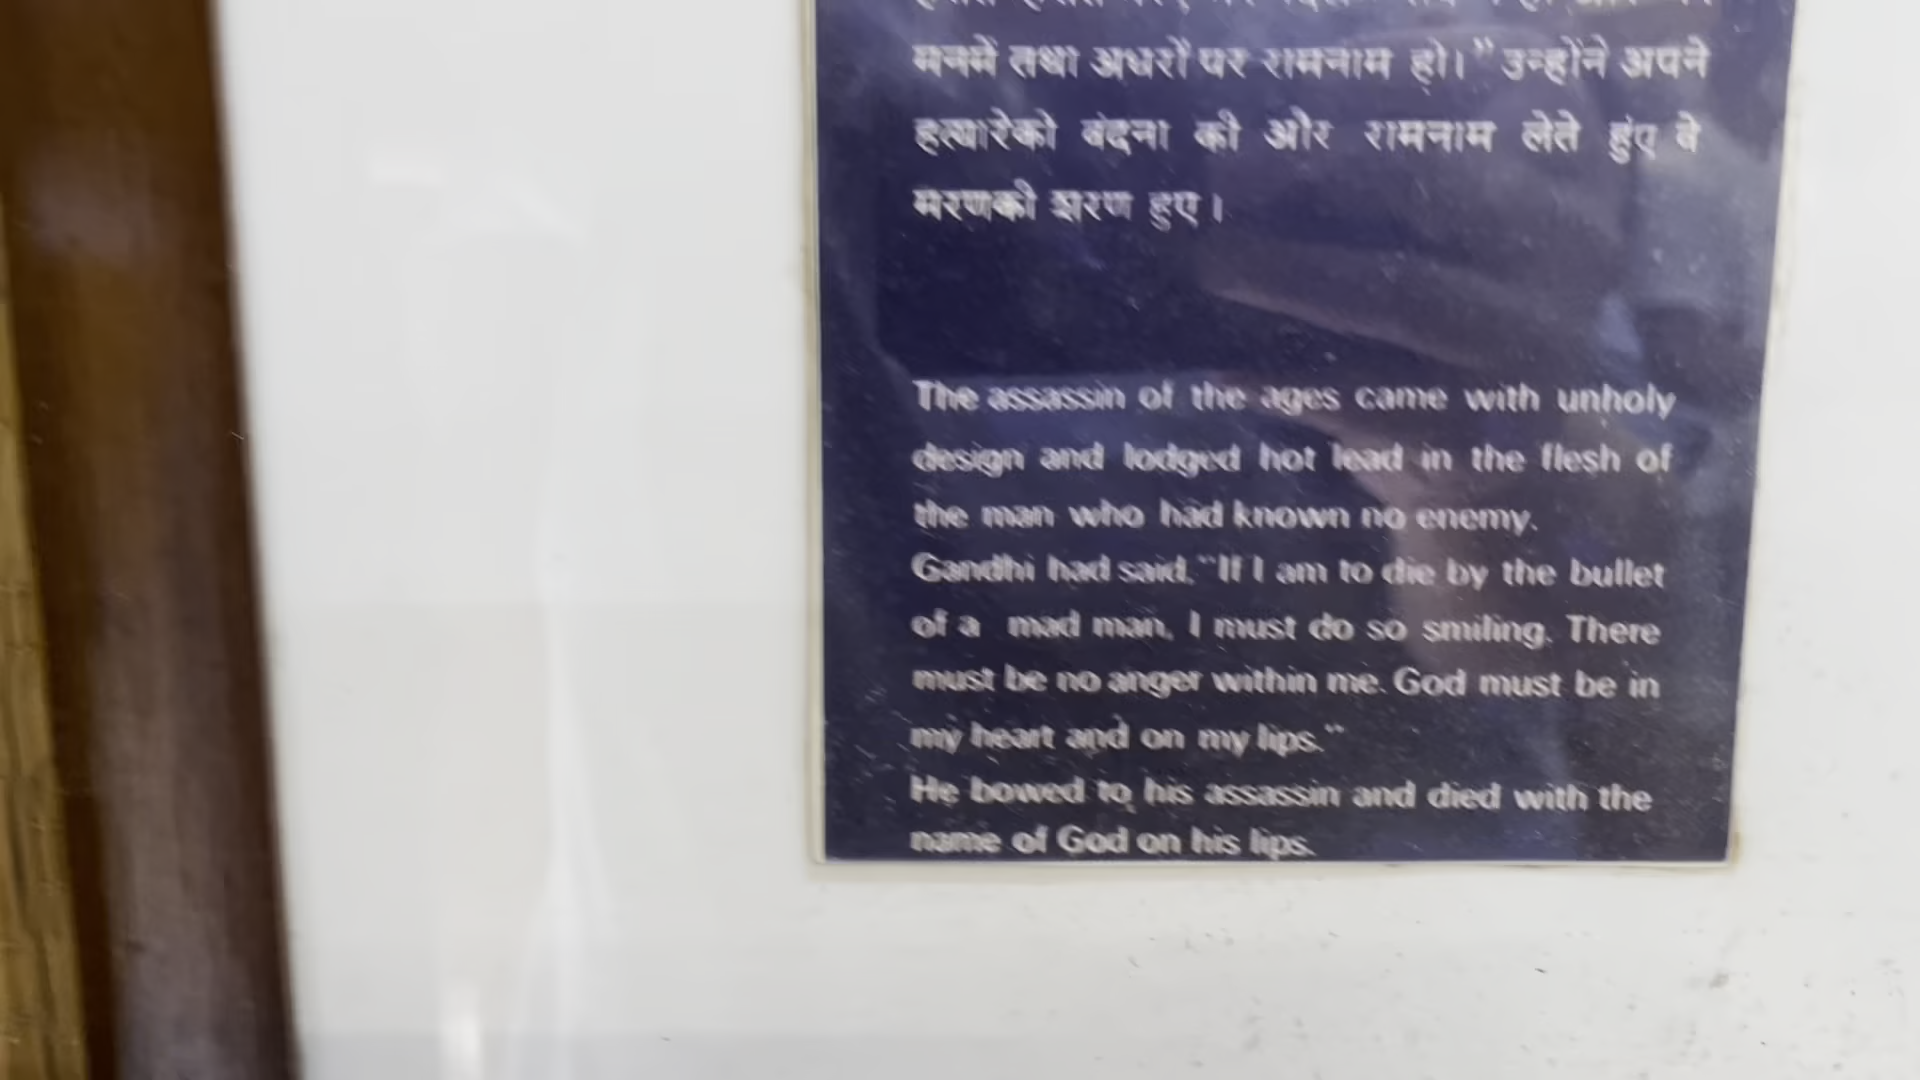 मनमें तथा अधरों पर रामनाम हो।" उन्होंने अपने
हत्यारेको वंदना की और रामनाम लेते हुए वे
मरणकी शरण हुए।
The assassin of the ages came with unholy
design and lodged hot lead in the flesh of
the man who had known no enemy.
Gandhi had said, "If I am to die by the bullet
of a mad man, I must do so smiling. There
must be no anger within me. God must be in
my heart and on my lips."
He bowed to his assassin and died with the
name of God on his lips.